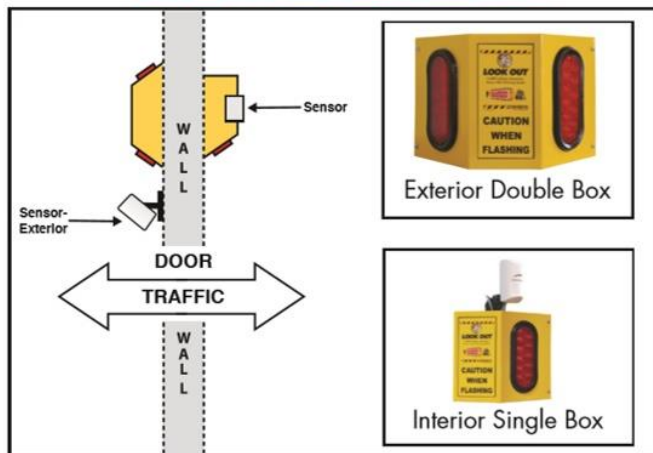 W
A
L
L
Sensor
Sensor-
Exterior
DOOR
TRAFFIC
W
A
L
L
LOOK OUT
CAUTION
WHEN
FLASHING
Exterior Double Box
LOOK OUT
CAUTION
WHEN
FLASHING
Interior Single Box